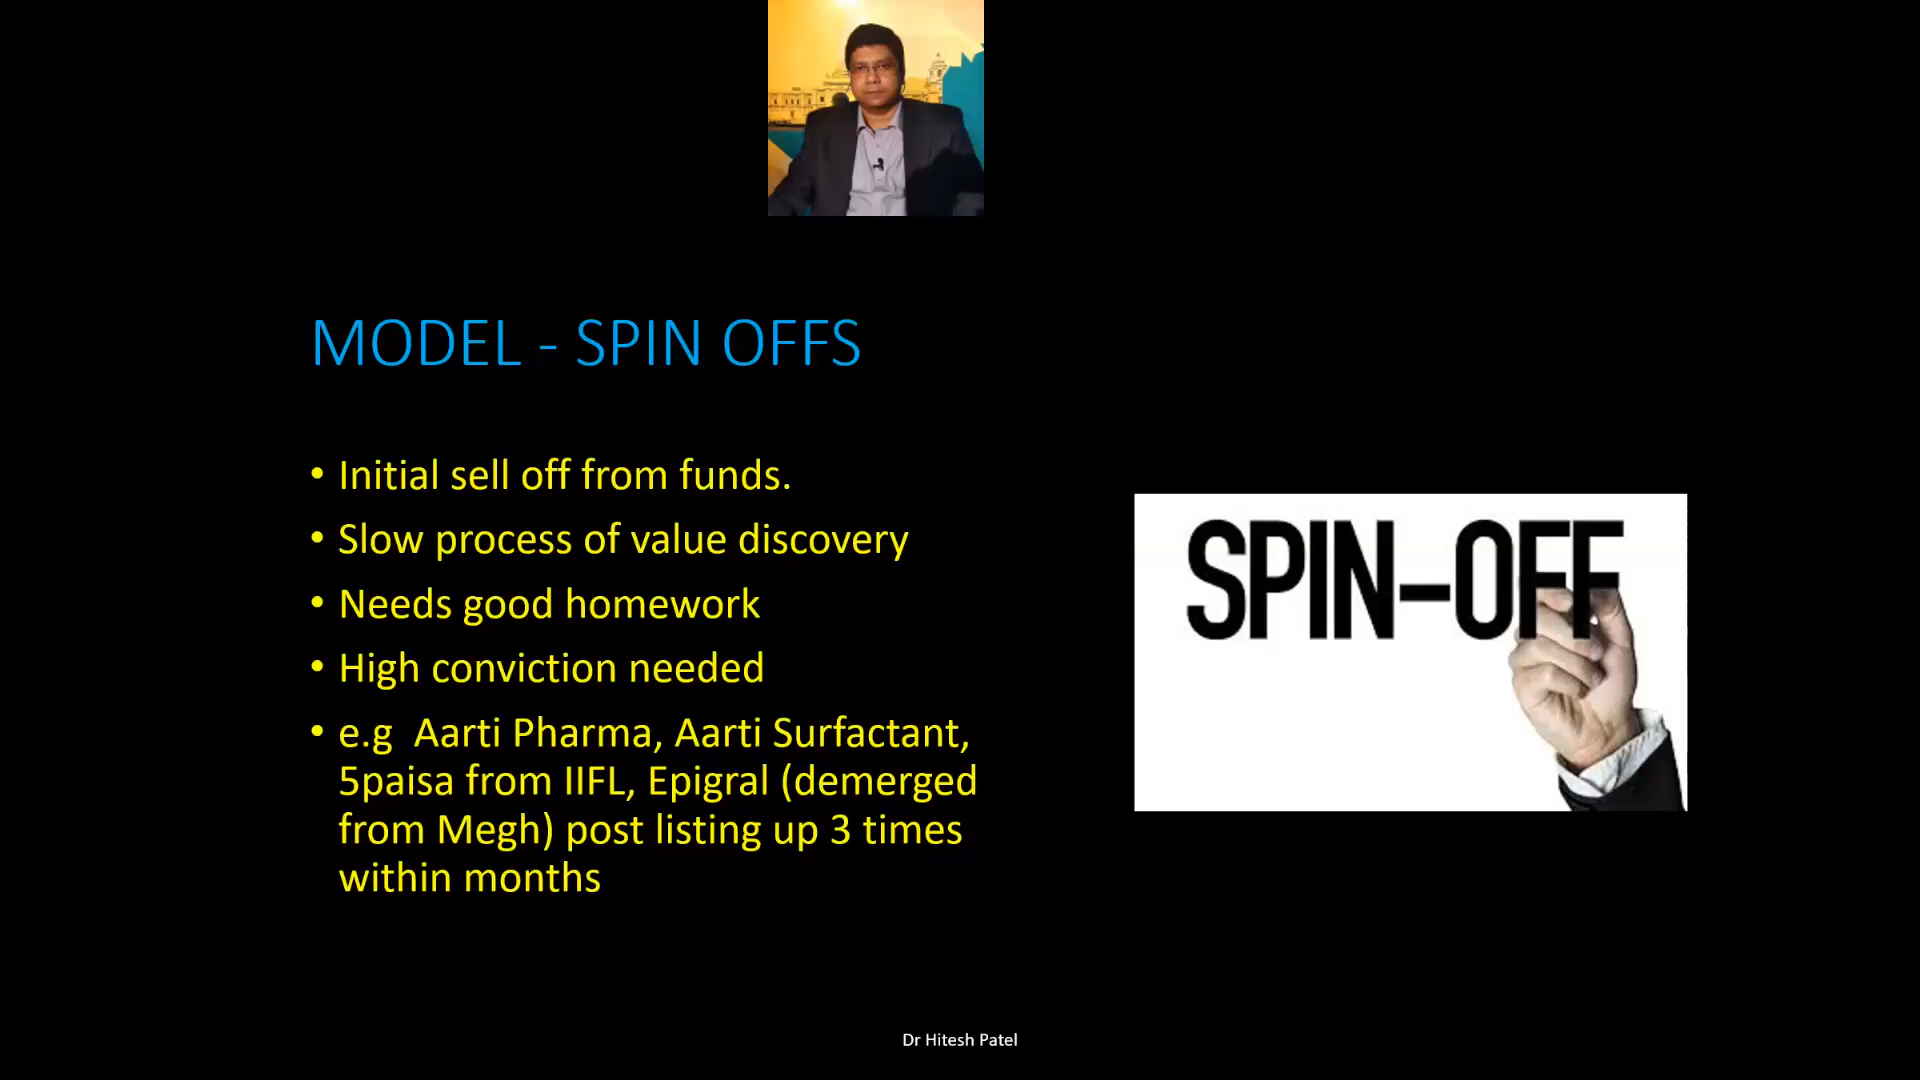 MODEL - SPIN OFFS
• Initial sell off from funds.
• Slow process of value discovery
• Needs good homework
• High conviction needed
• e.g  Aarti Pharma, Aarti Surfactant,
5paisa from IIFL, Epigral (demerged
from Megh) post listing up 3 times
within months
SPIN-OFF
Dr Hitesh Patel